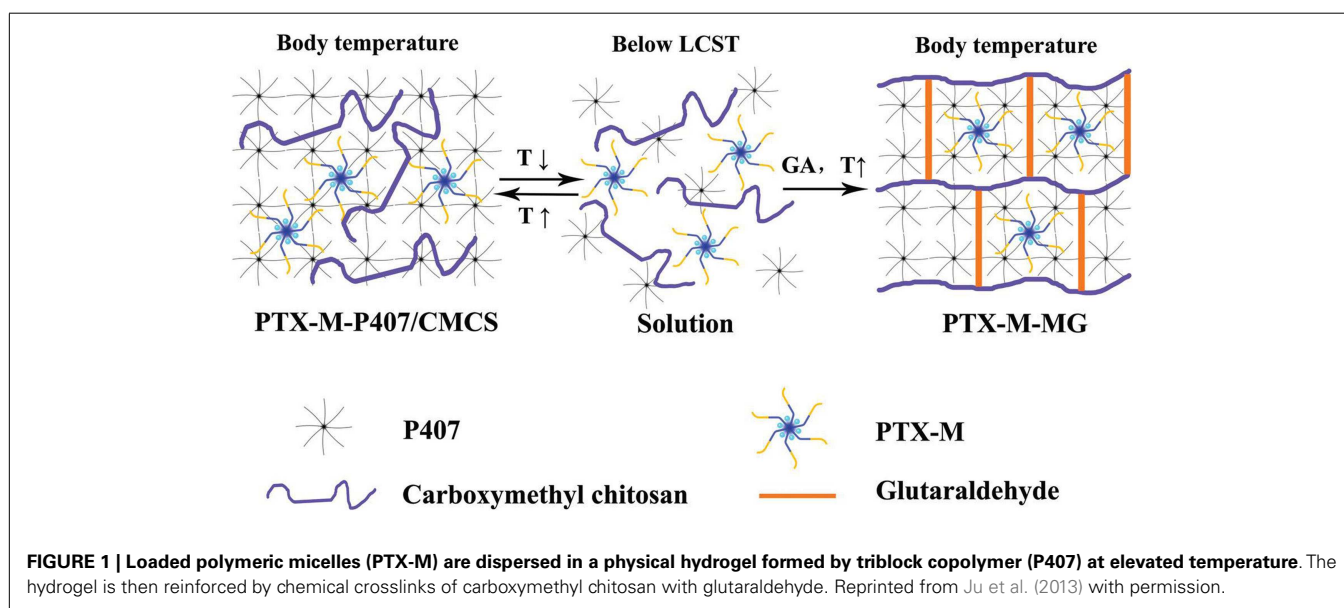 Body temperature
Below LCST
Body temperature
T ↓
T ↑
GA, T↑
PTX-M-P407/CMCS
Solution
PTX-M-MG
P407
PTX-M
Carboxymethyl chitosan
Glutaraldehyde
FIGURE 1 | Loaded polymeric micelles (PTX-M) are dispersed in a physical hydrogel formed by triblock copolymer (P407) at elevated temperature. The
hydrogel is then reinforced by chemical crosslinks of carboxymethyl chitosan with glutaraldehyde. Reprinted from Ju et al. (2013) with permission.